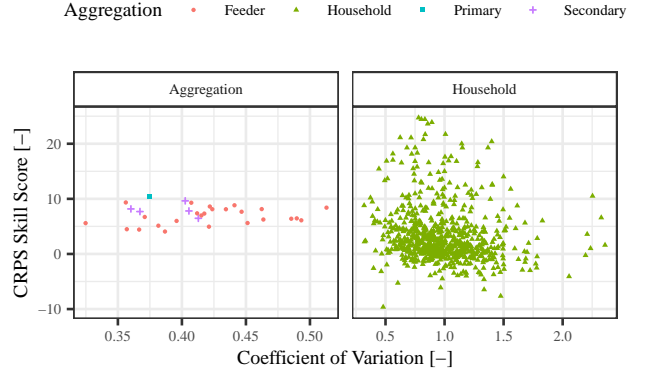 Aggregation Feeder Household Primary Secondary
Aggregation Household
CRPS Skill Score [−]
20
10
0
−10
0.35 0.40 0.45 0.50 0.5 1.0 1.5 2.0
Coefficient of Variation [−]